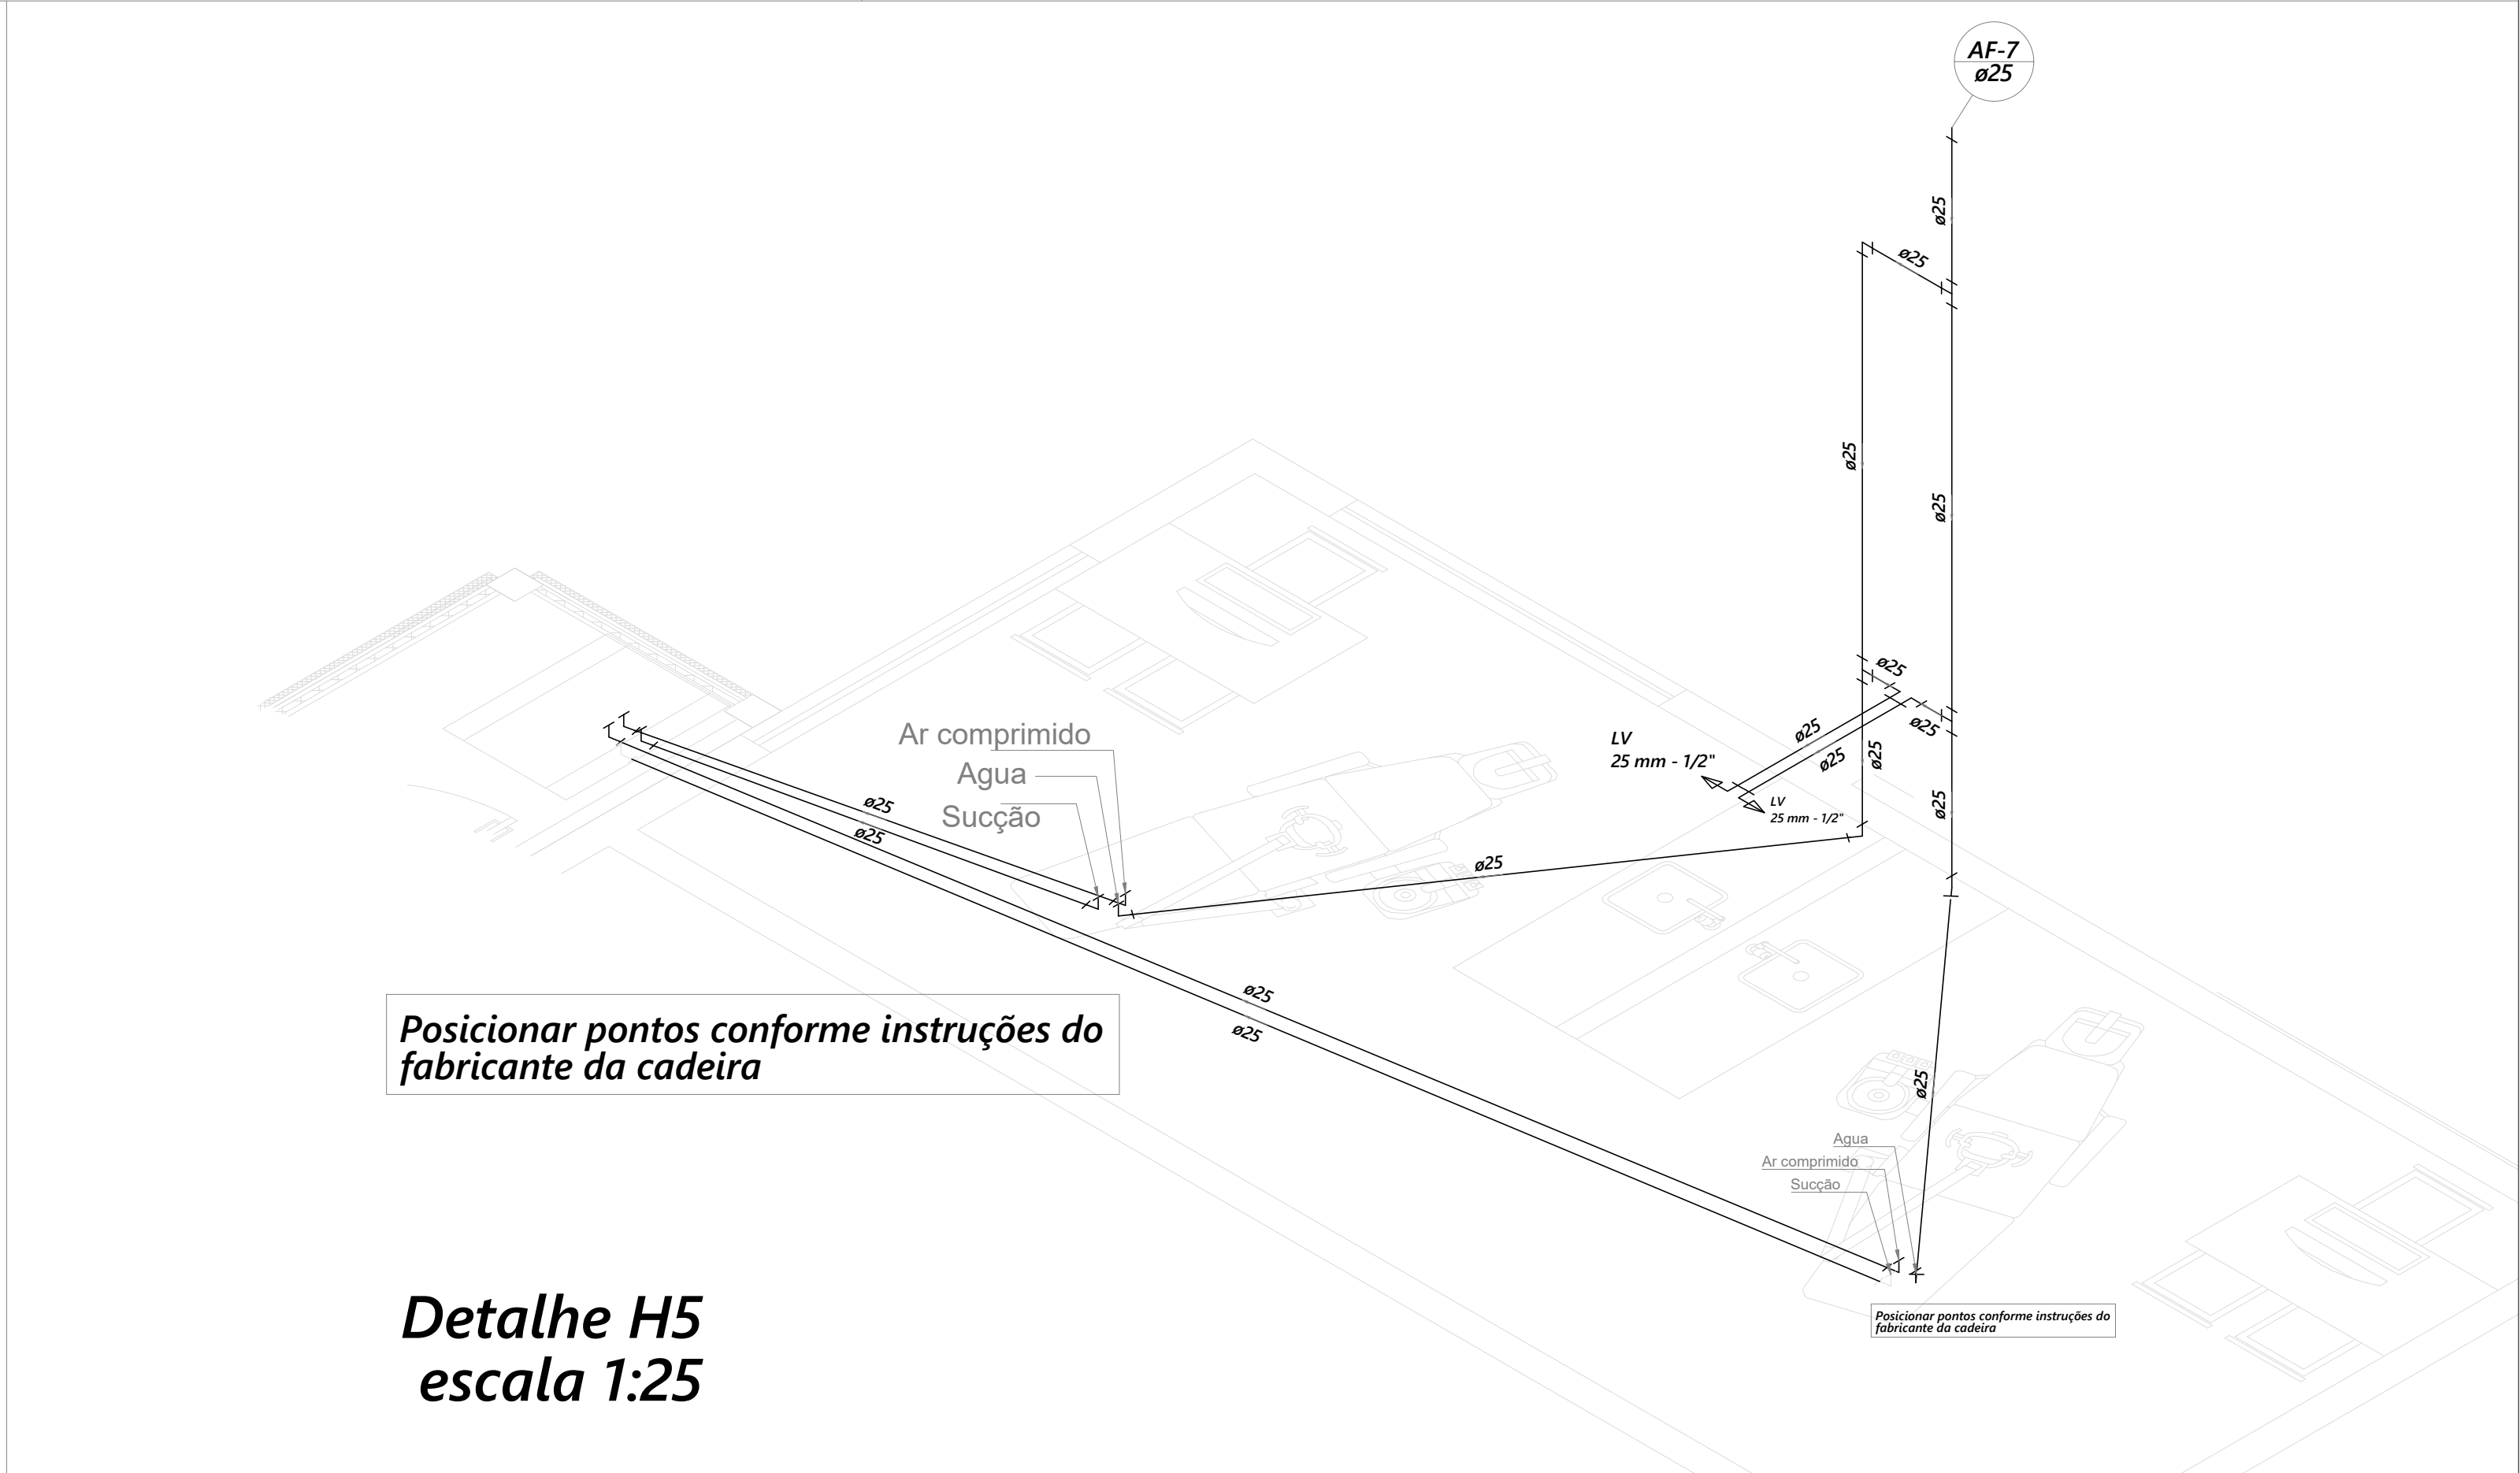 AF-7
ø25
ø25
ø25
ø25
ø25
ø25
ø25
ø25
ø25
ø25
ø25
LV
25 mm - 1/2"
LV
25 mm - 1/2"
Ar comprimido
Agua
Sucção
ø25
ø25
ø25
ø25
ø25
ø25
Posicionar pontos conforme instruções do
fabricante da cadeira
Agua
Ar comprimido
Sucção
Posicionar pontos conforme instruções do
fabricante da cadeira
Detalhe H5
escala 1:25